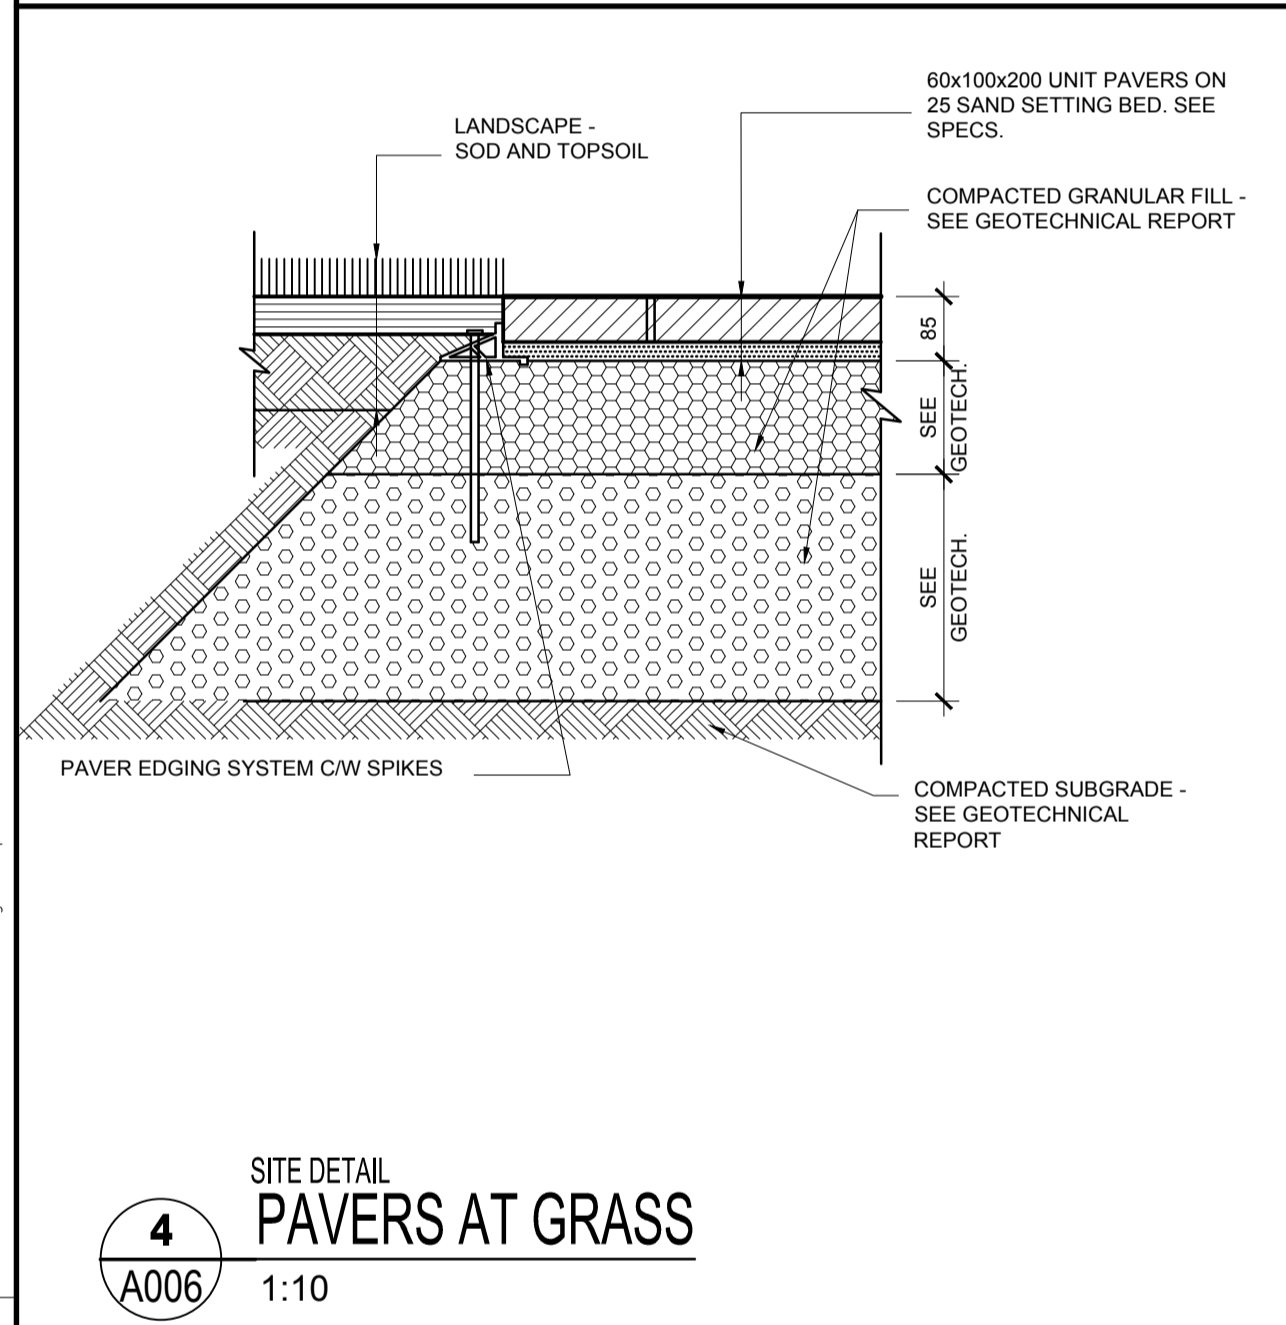 60x100x200 UNIT PAVERS ON
25 SAND SETTING BED. SEE
SPECS.
LANDSCAPE -
SOD AND TOPSOIL
COMPACTED GRANULAR FILL -
SEE GEOTECHNICAL REPORT
85
SEE
GEOTECH.
SEE
GEOTECH.
PAVER EDGING SYSTEM C/W SPIKES
COMPACTED SUBGRADE -
SEE GEOTECHNICAL
REPORT
SITE DETAIL
4
PAVERS AT GRASS
A006
1:10